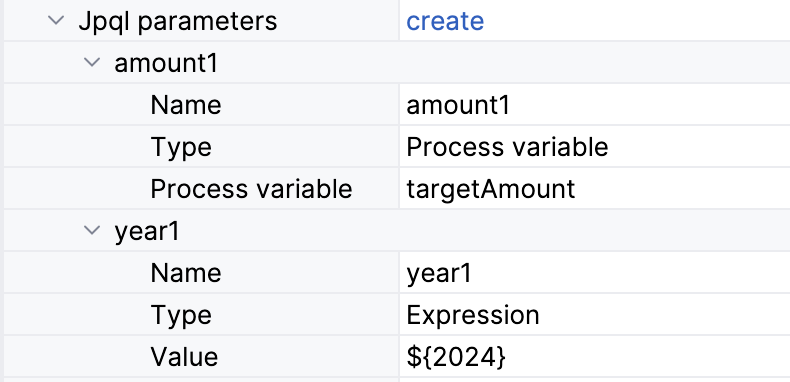 Jpql parameters create
amount1
Name amount1
Type Process variable
Process variable targetAmount
year1
Name year1
Type Expression
Value ${2024}